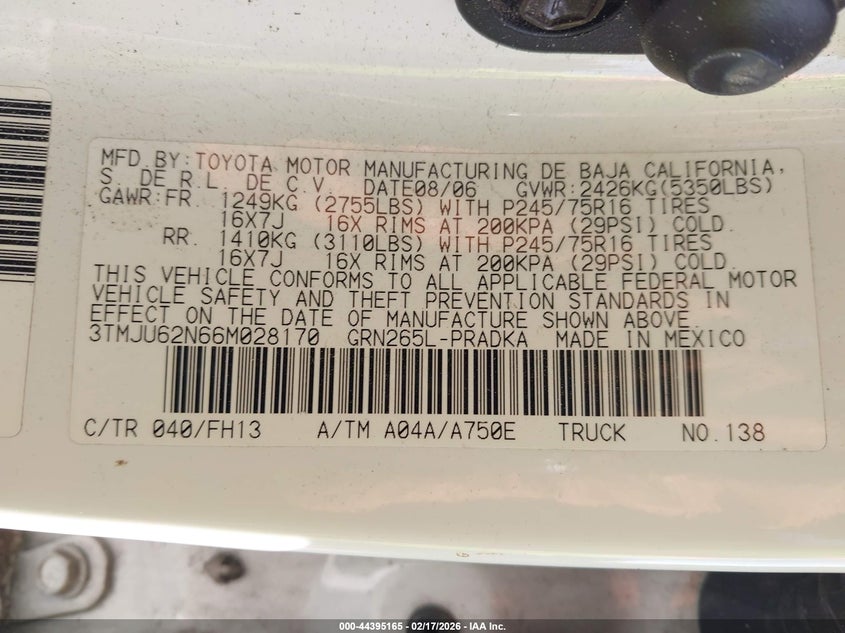 MFD. BY: TOYOTA MOTOR MANUFACTURING DE BAJA CALIFORNIA,
S. DE R.L. DE C.V. DATE08/06 GVWR:2426KG(5350LBS)
GAWR:FR. 1249KG (2755LBS) WITH P245/75R16 TIRES
16X7J 16X RIMS AT 200KPA (29PSI) COLD.
RR. 1410KG (3110LBS) WITH P245/75R16 TIRES
16X7J 16X RIMS AT 200KPA (29PSI) COLD.
THIS VEHICLE CONFORMS TO ALL APPLICABLE FEDERAL MOTOR
VEHICLE SAFETY AND THEFT PREVENTION STANDARDS IN
EFFECT ON THE DATE OF MANUFACTURE SHOWN ABOVE.
3TMJU62N66M028170 GRN265L-PRADKA MADE IN MEXICO
C/TR 040/FH13 A/TM A04A/A750E TRUCK NO.138
000-44395165 - 02/17/2026 - IAA Inc.